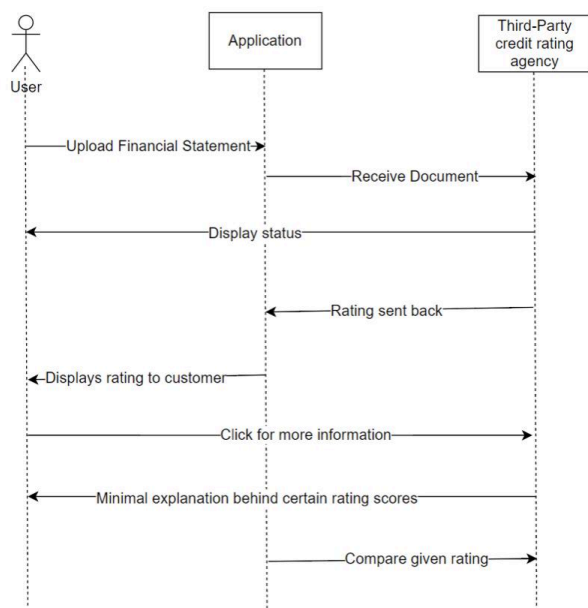 User
Application
Third-Party
credit rating
agency
Upload Financial Statement
Receive Document
Display status
Rating sent back
Displays rating to customer
Click for more information
Minimal explanation behind certain rating scores
Compare given rating